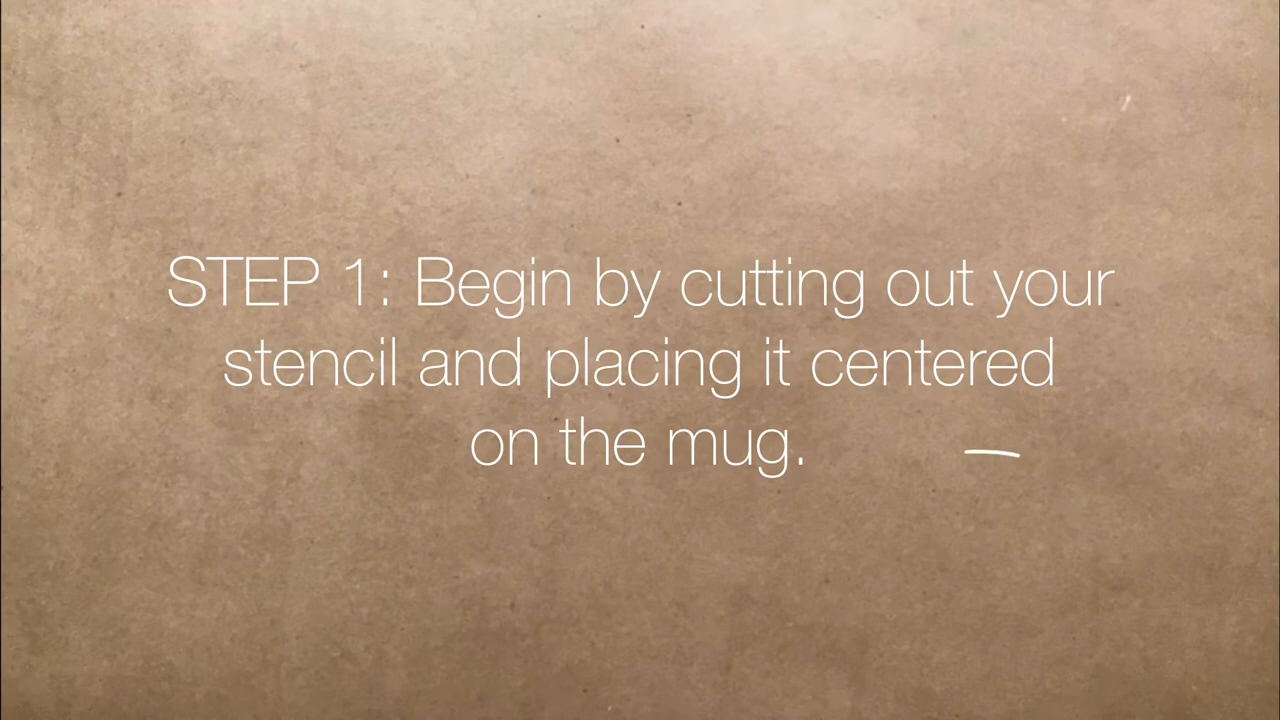 STEP 1: Begin by cutting out your
stencil and placing it centered
on the mug.